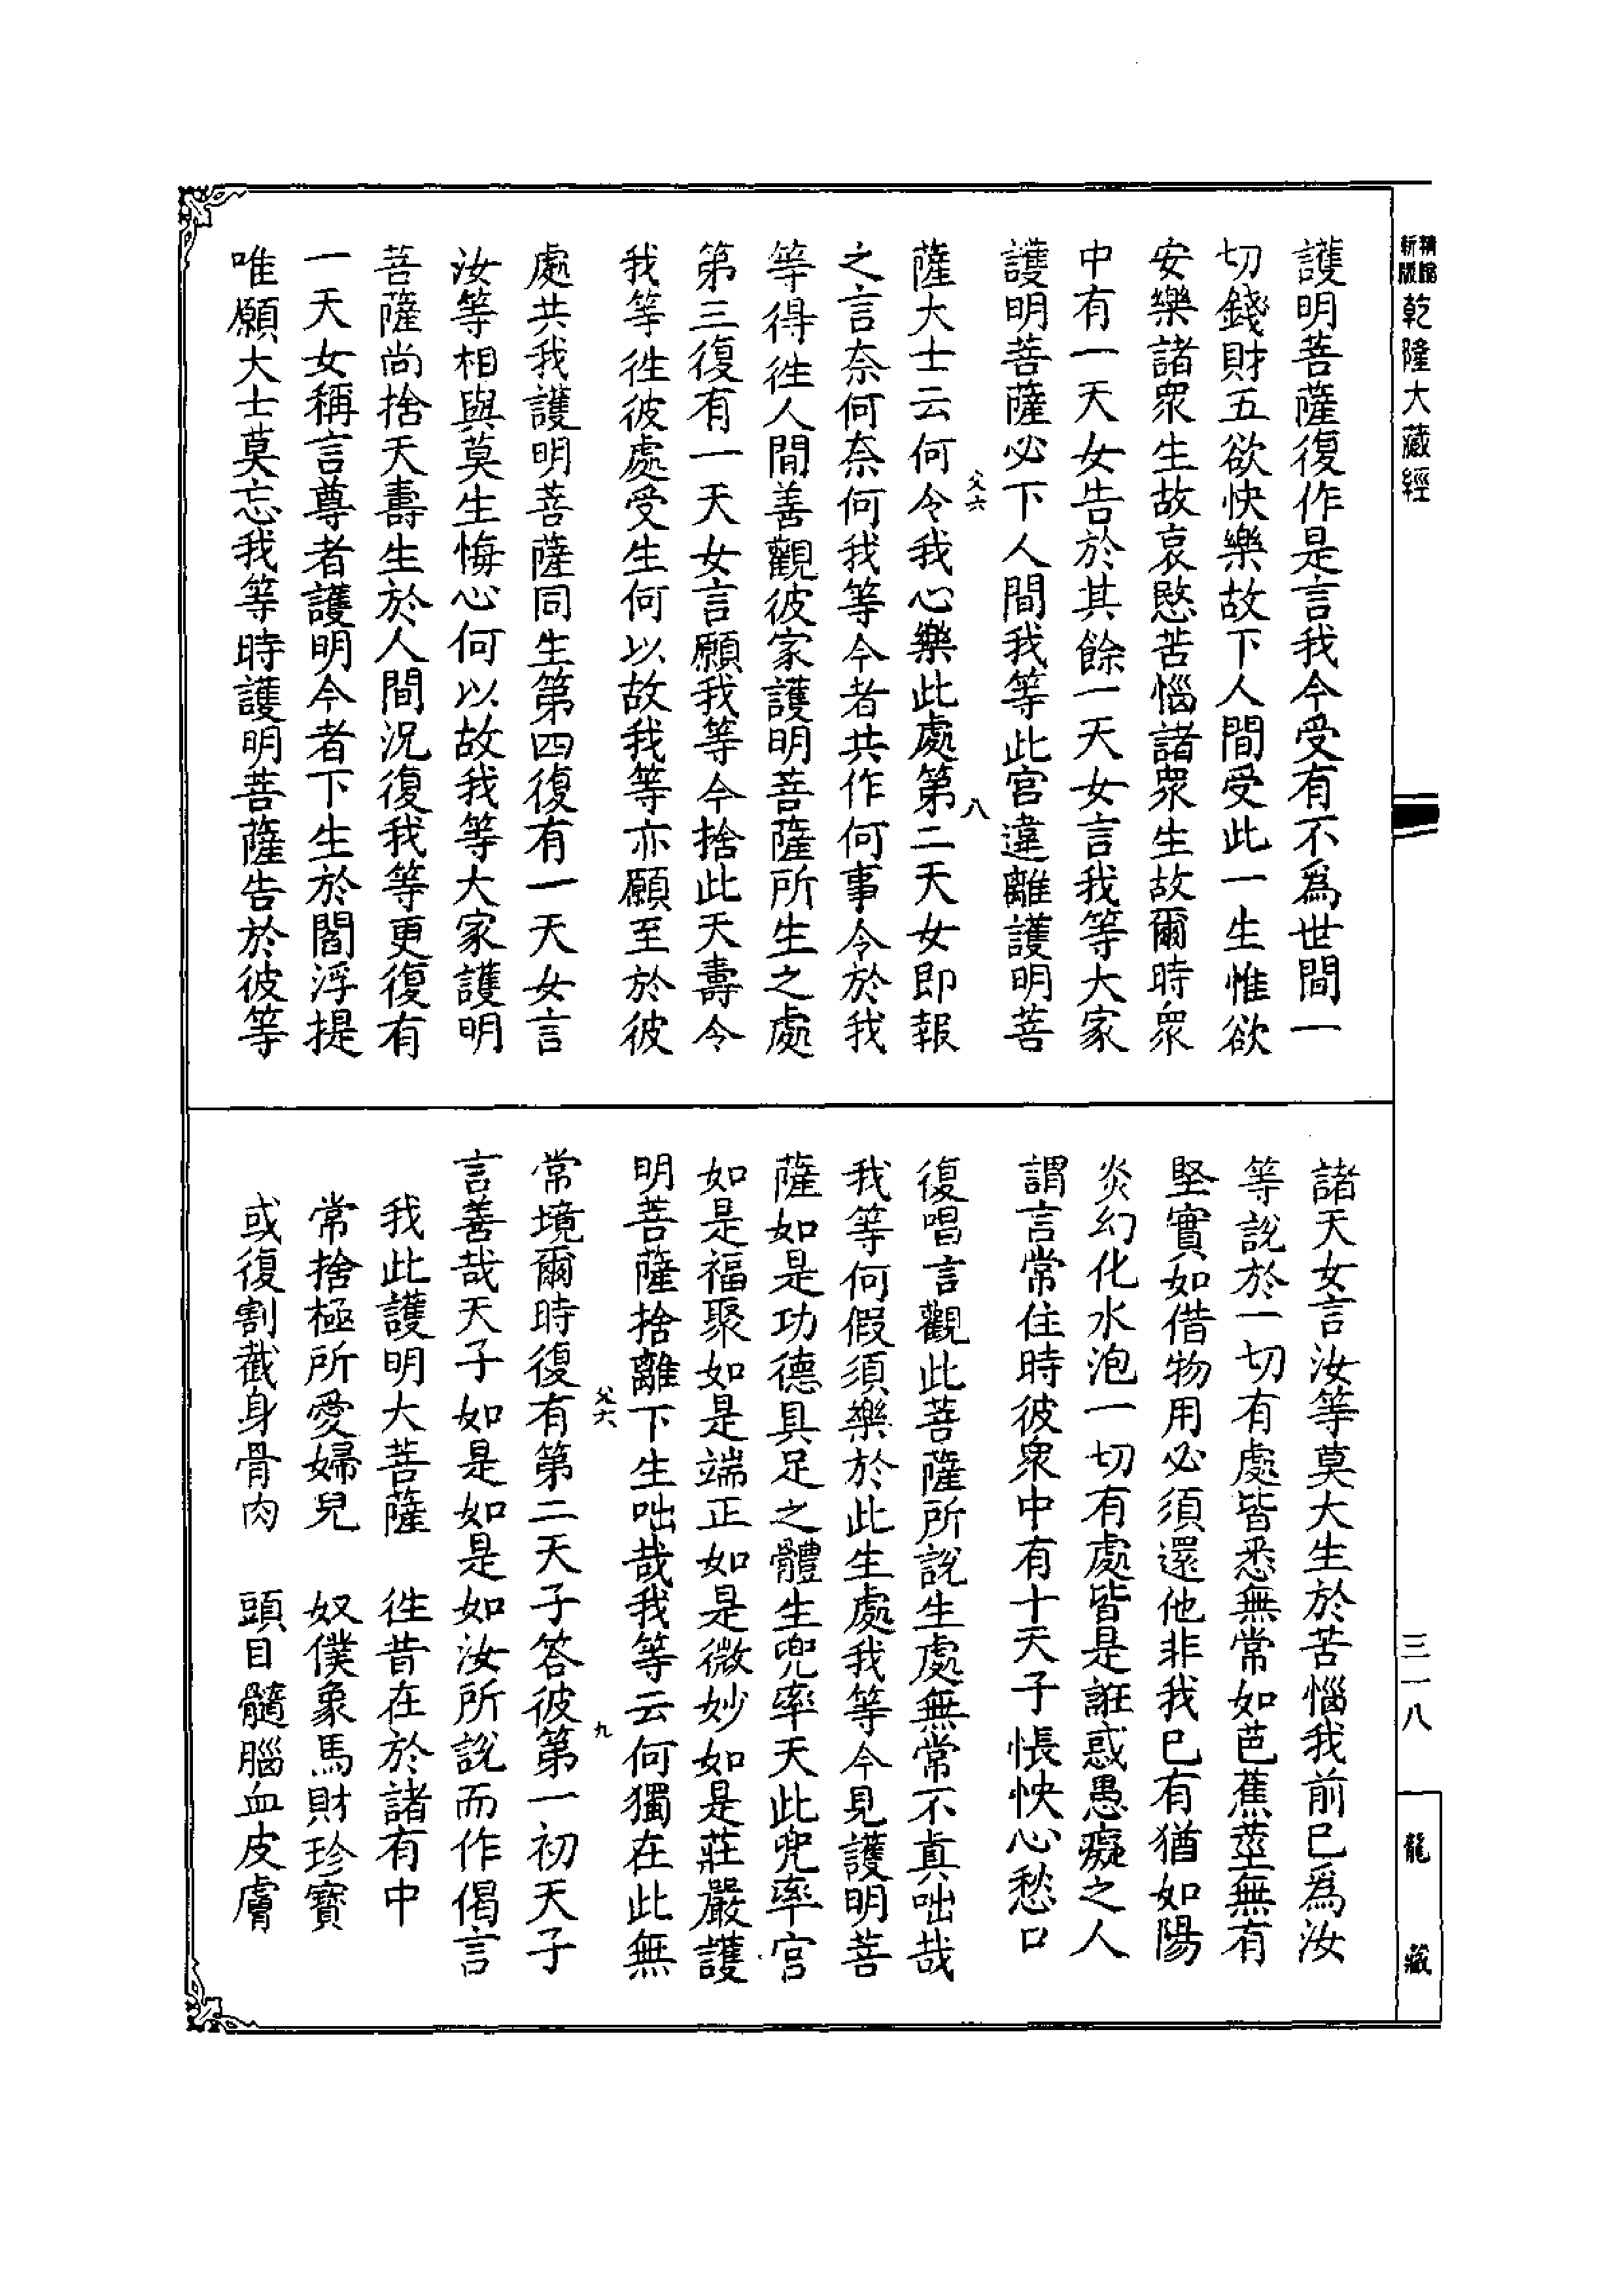 精縮
新版
乾隆大藏經
護明菩薩復作是言我今受有不爲世間一
切錢財五欲快樂故下人間受此一生惟欲
安樂諸衆生故哀愍苦惱諸衆生故爾時衆
中有一天女告於其餘一天女言我等大家
護明菩薩必下人間我等此宮違離護明菩
父六
八
薩大士云何令我心樂此處第二天女即報
之言奈何奈何我等今者共作何事令於我
等得徃人間善觀彼家護明菩薩所生之處
第三復有一天女言願我等今捨此天壽令
我等徃彼處受生何以故我等亦願至於彼
處共我護明菩薩同生第四復有一天女言
汝等相與莫生悔心何以故我等大家護明
菩薩尚捨天壽生於人間況復我等更復有
一天女稱言尊者護明今者下生於閻浮提
唯願大士莫忘我等時護明菩薩告於彼等
諸天女言汝等莫大生於苦惱我前已爲汝
等說於一切有處皆悉無常如芭蕉莖無有
堅實如借物用必須還他非我已有猶如陽
炎幻化水泡一切有處皆是誑惑愚癡之人
謂言常住時彼衆中有十天子悵怏心愁口
復唱言觀此菩薩所說生處無常不真咄哉
我等何假須樂於此生處我等今見護明菩
薩如是功德具足之體生兜率天此兜率宮
如是福聚如是端正如是微妙如是莊嚴護
明菩薩捨離下生咄哉我等云何獨在此無
父六
九
常境爾時復有第二天子答彼第一初天子
言善哉天子如是如是如汝所說而作偈言
我此護明大菩薩　徃昔在於諸有中
常捨極所愛婦兒　奴僕象馬財珍寶
或復割截身骨肉　頭目髓腦血皮膚
三一八
龍藏